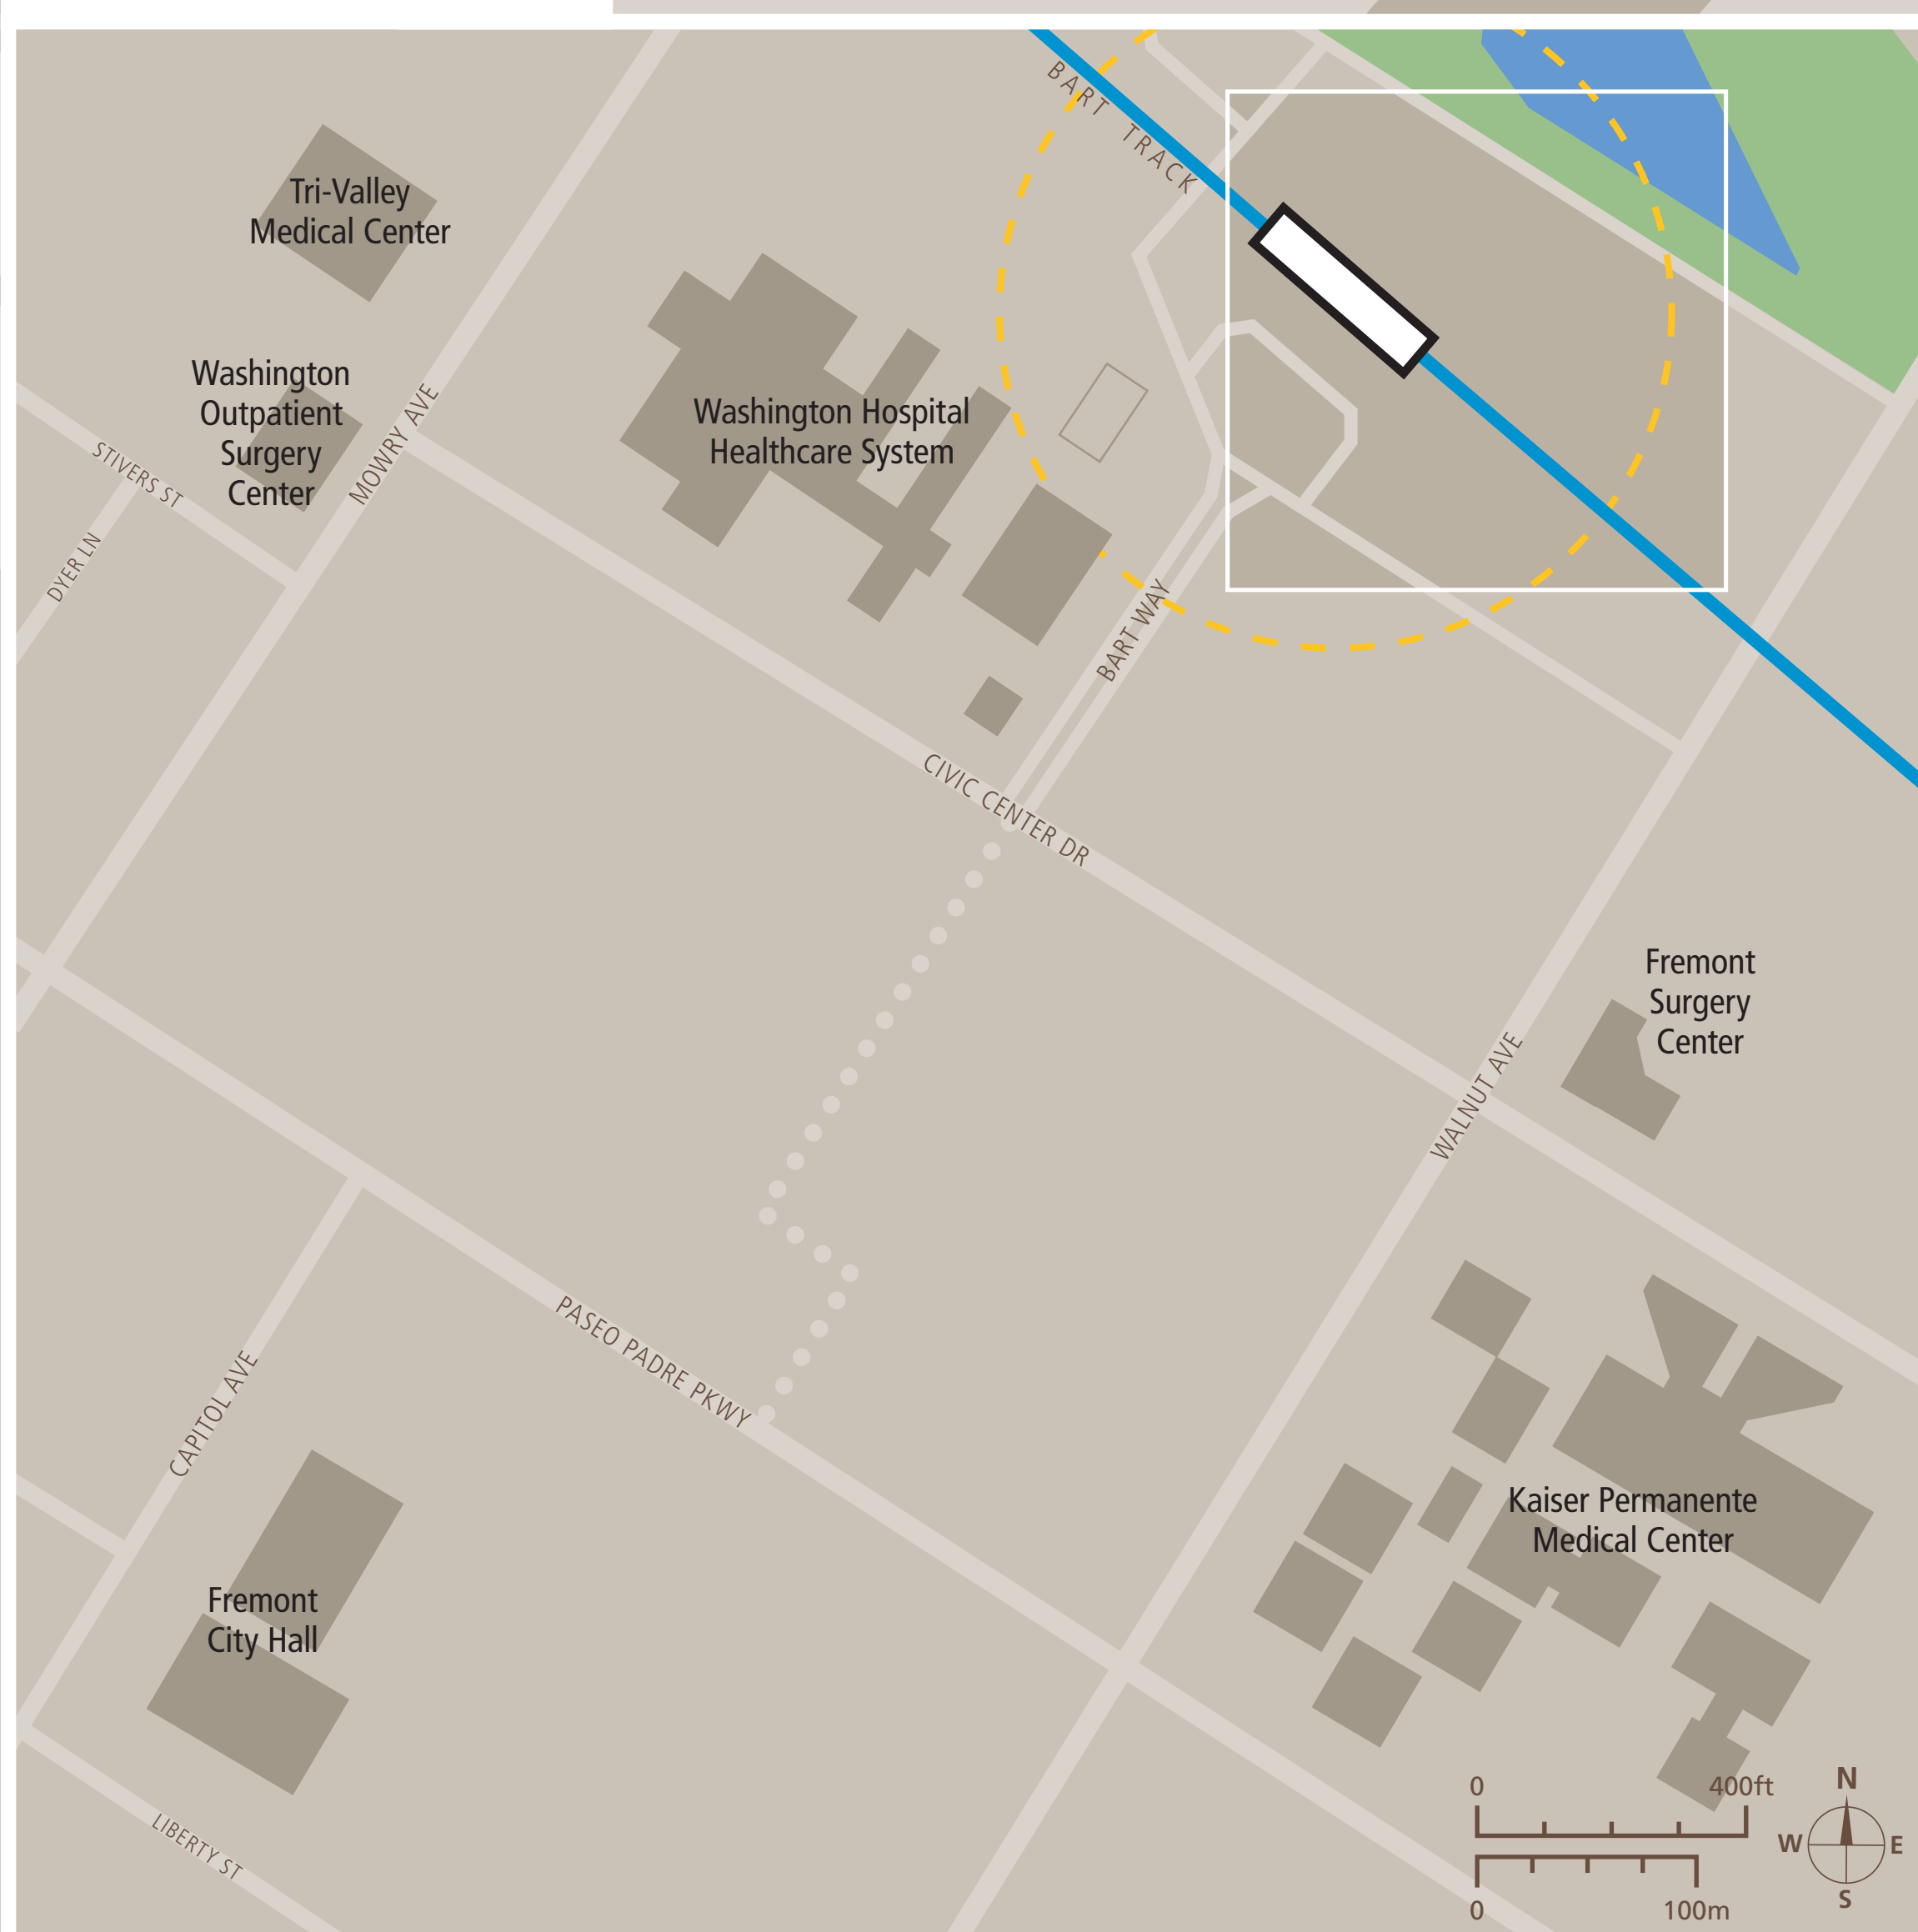 BART TRACK
Tri-Valley
Medical Center
Washington
Outpatient
Surgery
Center
MOWRY AVE
STIVERS ST
DYER LN
Washington Hospital
Healthcare System
BART WAY
CIVIC CENTER DR
Fremont
Surgery
Center
WALNUT AVE
PASEO PADRE PKWY
CAPITOL AVE
Kaiser Permanente
Medical Center
Fremont
City Hall
LIBERTY ST
0 400ft
0 100m
N
W E
S